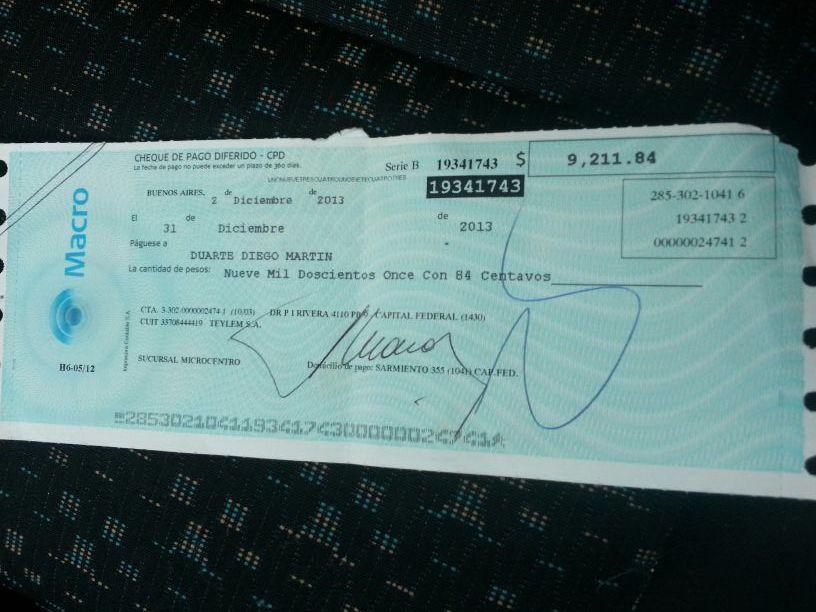 CHEQUE DE PAGO DIFERIDO - CPD
La fecha de pago no puede exceder un plazo de 360 días.
Serie B 19341743 $ 9,211.84
UNONUEVETRESCUATROUNOSIETECUATROTRES
19341743
BUENOS AIRES, 2 de Diciembre de 2013
285-302-1041 6
19341743 2
00000024741 2
El 31 de Diciembre de 2013
Páguese a
DUARTE DIEGO MARTIN
La cantidad de pesos: Nueve Mil Doscientos Once Con 84 Centavos
Macro
CTA. 3-302-0000002474-1 (10/03) DR P I RIVERA 4110 CAPITAL FEDERAL (1430)
CUIT 33708444419 TEYLEM S.A.
SUCURSAL MICROCENTRO
Domicilio de pago: SARMIENTO 355 (1041) CAP.FED.
H6-05/12